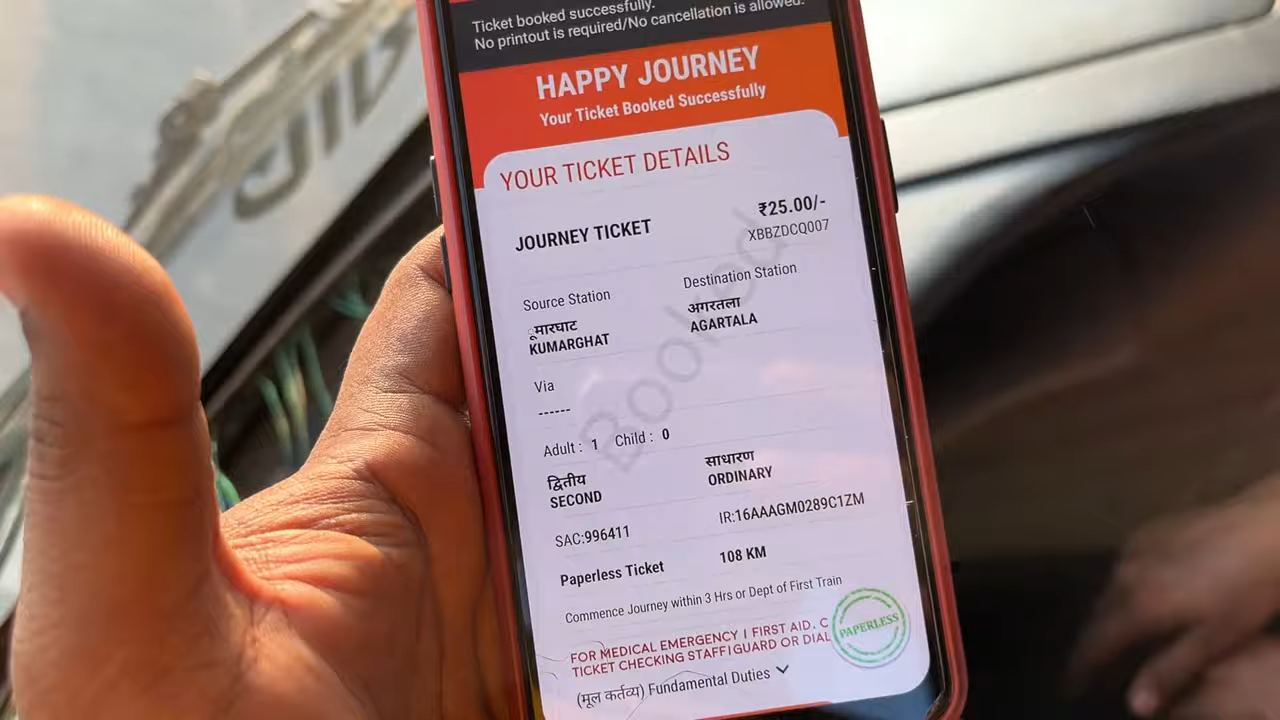 Ticket booked successfully.
No printout is required/No cancellation is allowed.
HAPPY JOURNEY
Your Ticket Booked Successfully
YOUR TICKET DETAILS
JOURNEY TICKET
₹25.00/-
XBBZDCQ007
Source Station
Destination Station
ूमारघाट
KUMARGHAT
अगरतला
AGARTALA
Via
------
Adult : 1 Child : 0
द्वितीय
SECOND
साधारण
ORDINARY
SAC:996411
IR:16AAAGM0289C1ZM
Paperless Ticket
108 KM
Commence Journey within 3 Hrs or Dept of First Train
FOR MEDICAL EMERGENCY I FIRST AID. C
TICKET CHECKING STAFFIGUARD OR DIAL
PAPERLESS
(मूल कर्तव्य) Fundamental Duties
Booked